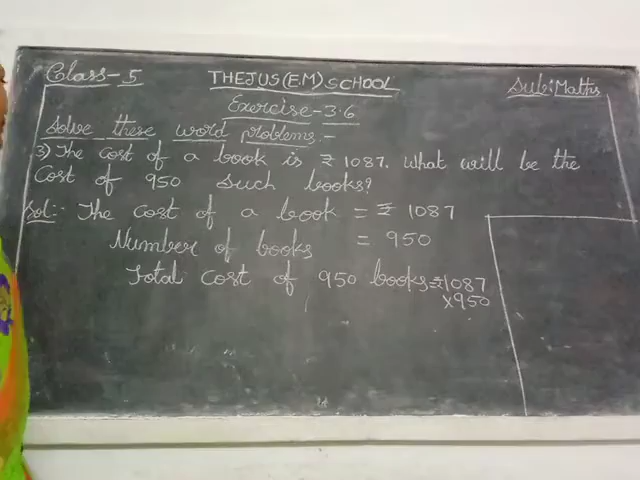 Class-5 THEJUS(E.M) SCHOOL Sub:Maths
Exercise-3.6
Solve these word problems:-
3) The cost of a book is ₹ 1087. What will be the
cost of 950 such books?
Sol:- The cost of a book = ₹ 1087
Number of books = 950
Total cost of 950 books=₹1087
×950